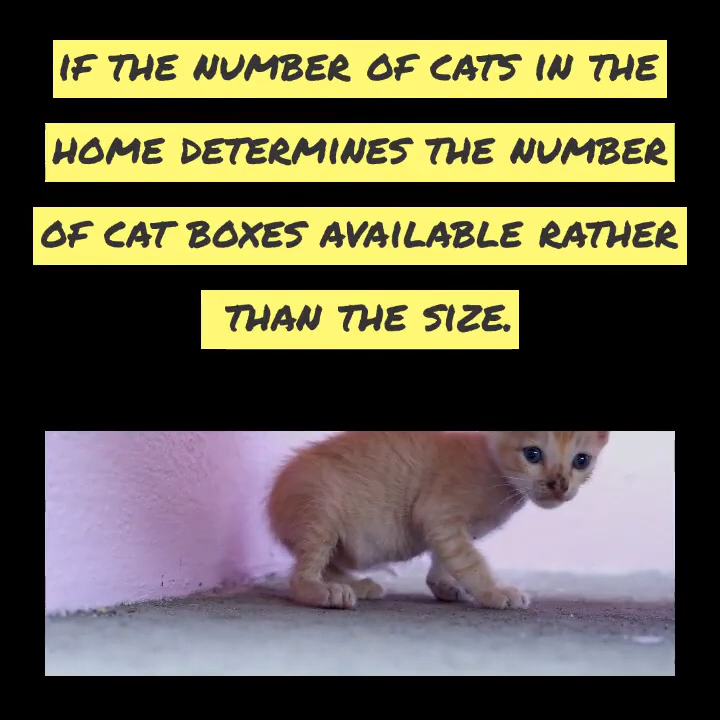 IF THE NUMBER OF CATS IN THE
HOME DETERMINES THE NUMBER
OF CAT BOXES AVAILABLE RATHER
THAN THE SIZE.